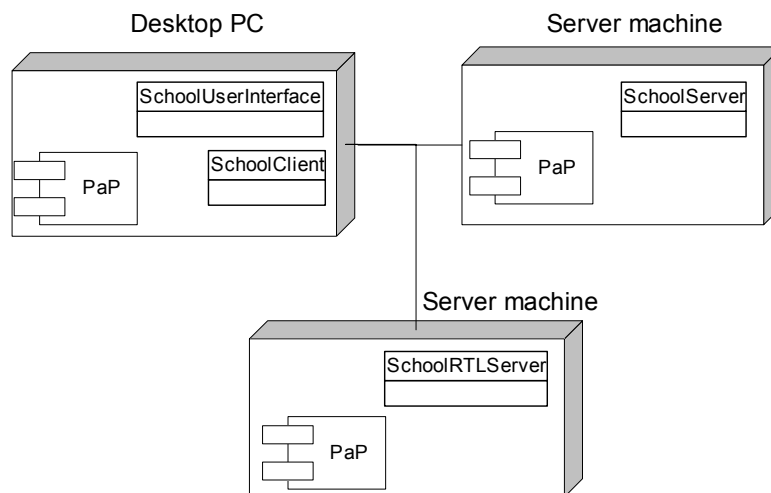 Desktop PC
Server machine
SchoolUserInterface
SchoolServer
SchoolClient
PaP
PaP
Server machine
SchoolRTLServer
PaP